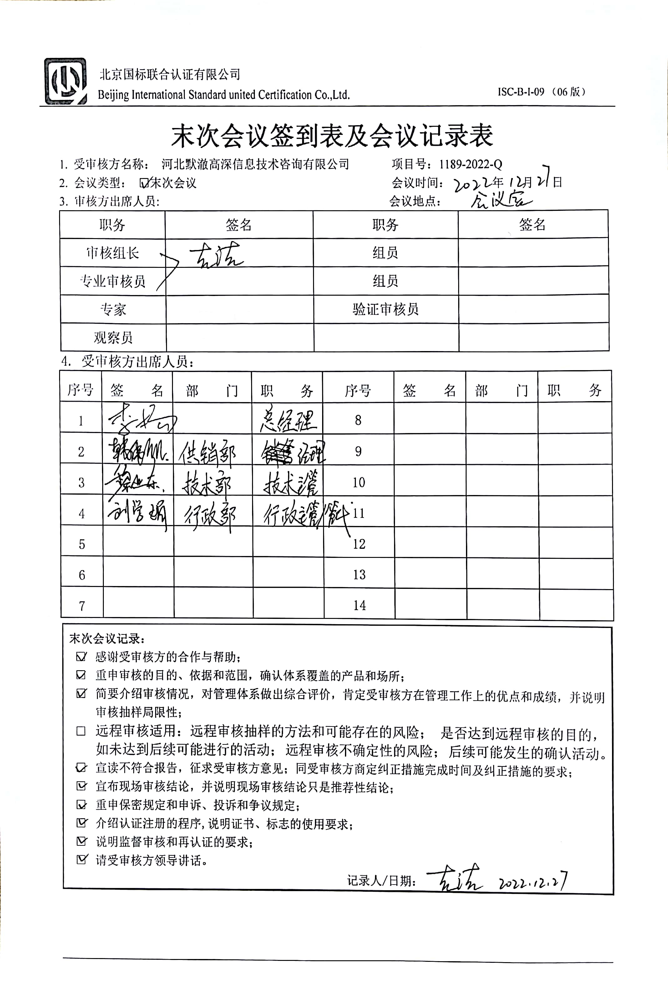 北京国标联合认证有限公司
Beijing International Standard united Certification Co.,Ltd.
ISC-B-I-09 （06 版）
末次会议签到表及会议记录表
1. 受审核方名称： 河北默澈高深信息技术咨询有限公司 项目号：1189-2022-Q
2. 会议类型： ☑末次会议 会议时间：2022年12月27日
3. 审核方出席人员: 会议地点： 会议室
职务 签名 职务 签名
审核组长 组员
专业审核员 组员
专家 验证审核员
观察员
4. 受审核方出席人员：
序号 签 名 部 门 职 务 序号 签 名 部 门 职 务
1 总经理 8
2 供销部 经理 9
3 技术部 技术主管 10
4 刘学娟 行政部 行政主管 11
5 12
6 13
7 14
末次会议记录：
☑ 感谢受审核方的合作与帮助；
☑ 重申审核的目的、依据和范围，确认体系覆盖的产品和场所；
☑ 简要介绍审核情况，对管理体系做出综合评价，肯定受审核方在管理工作上的优点和成绩，并说明
审核抽样局限性；
□ 远程审核适用：远程审核抽样的方法和可能存在的风险； 是否达到远程审核的目的，
如未达到后续可能进行的活动；远程审核不确定性的风险； 后续可能发生的确认活动。
☑ 宣读不符合报告，征求受审核方意见；同受审核方商定纠正措施完成时间及纠正措施的要求；
☑ 宣布现场审核结论，并说明现场审核结论只是推荐性结论；
☑ 重申保密规定和申诉、投诉和争议规定；
☑ 介绍认证注册的程序,说明证书、标志的使用要求；
☑ 说明监督审核和再认证的要求；
☑ 请受审核方领导讲话。
记录人/日期： 2022.12.27